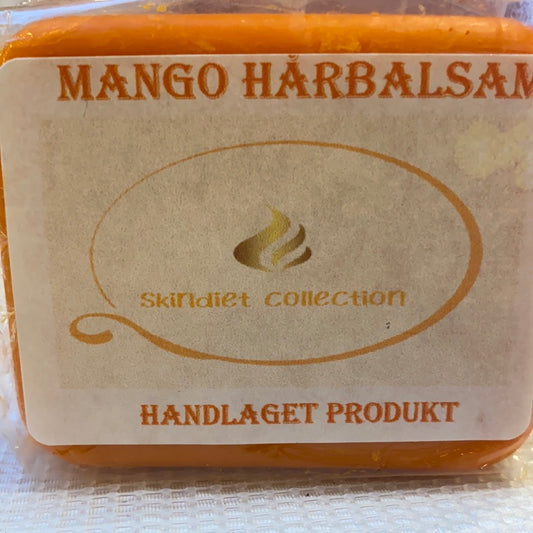 MANGO HÅRBALSAM
Skindiet collection
HANDLAGET PRODUKT